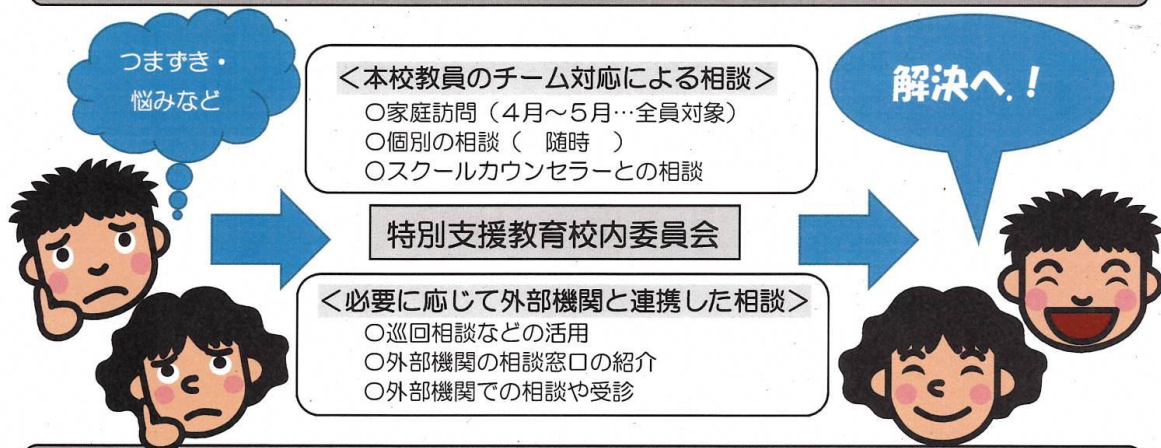 つまずき・
悩みなど
＜本校教員のチーム対応による相談＞
○家庭訪問（４月～５月…全員対象）
○個別の相談（　随時　）
○スクールカウンセラーとの相談
特別支援教育校内委員会
＜必要に応じて外部機関と連携した相談＞
○巡回相談などの活用
○外部機関の相談窓口の紹介
○外部機関での相談や受診
解決へ．！